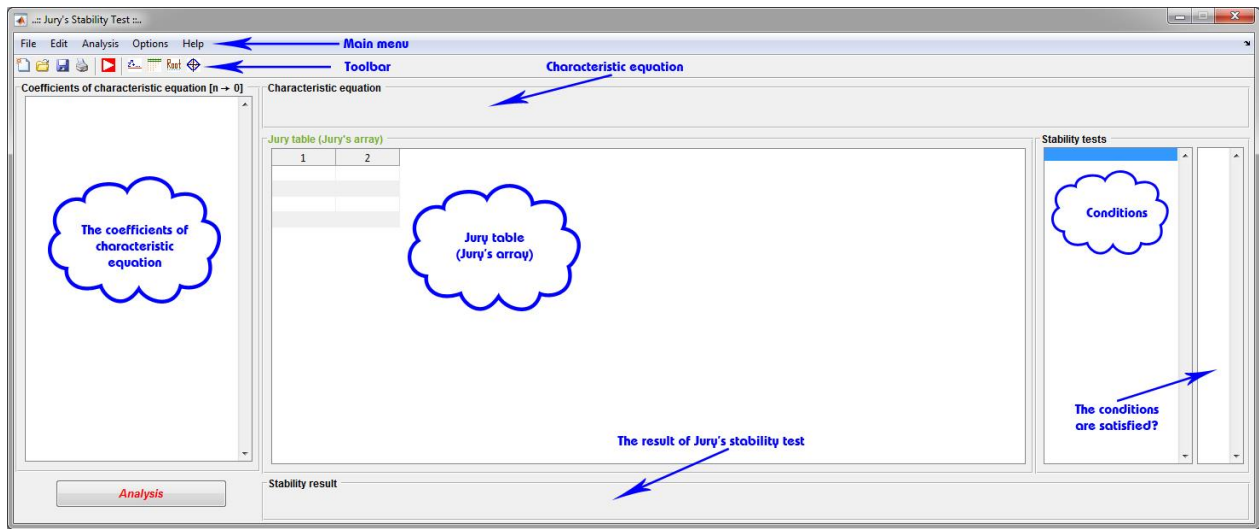 ..:: Jury's Stability Test ::..
File Edit Analysis Options Help
Main menu
Root
Toolbar
Characteristic equation
Coefficients of characteristic equation [n → 0]
Characteristic equation
Jury table (Jury's array)
Stability tests
1 2
The coefficients of
characteristic
equation
Jury table
(Jury's array)
Conditions
The conditions
are satisfied?
The result of Jury's stability test
Analysis
Stability result